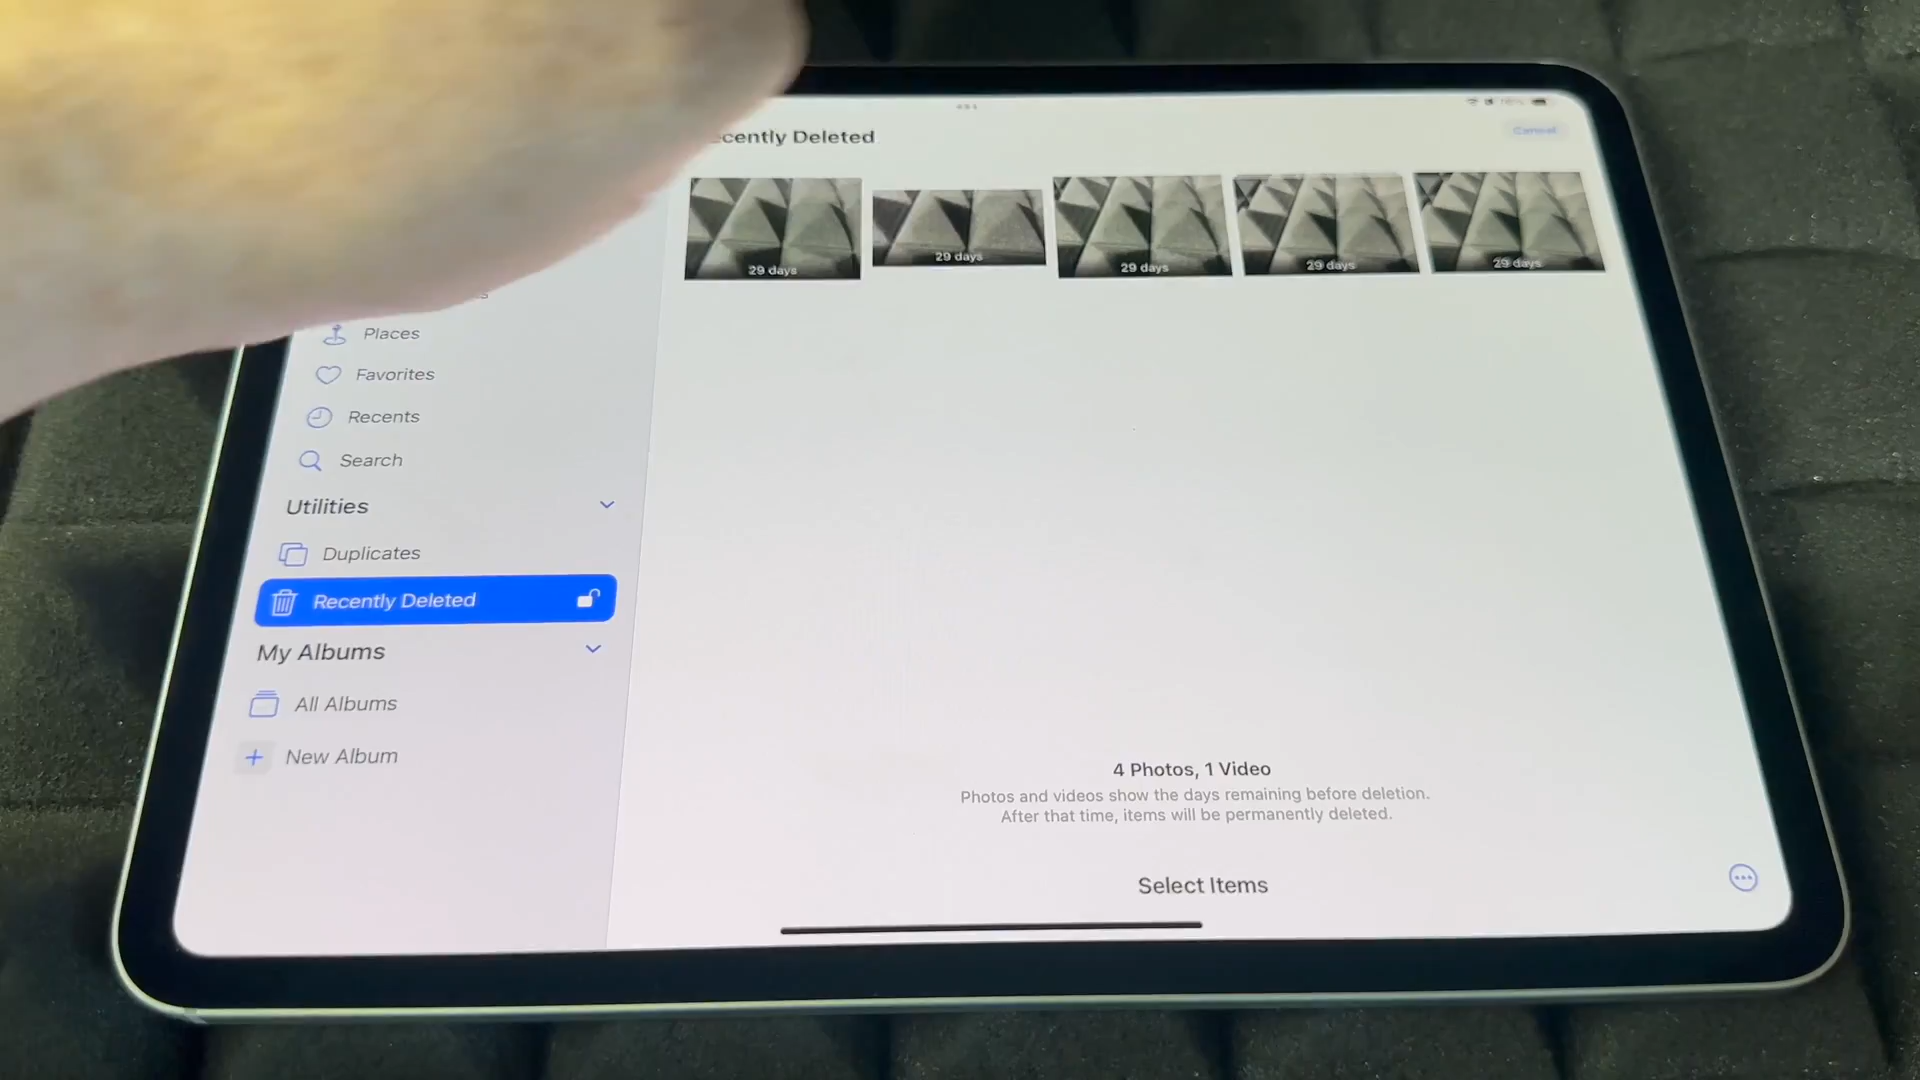 Recently Deleted
Cancel
29 days
29 days
29 days
29 days
29 days
Places
Favorites
Recents
Search
Utilities
Duplicates
Recently Deleted
My Albums
All Albums
New Album
4 Photos, 1 Video
Photos and videos show the days remaining before deletion.
After that time, items will be permanently deleted.
Select Items